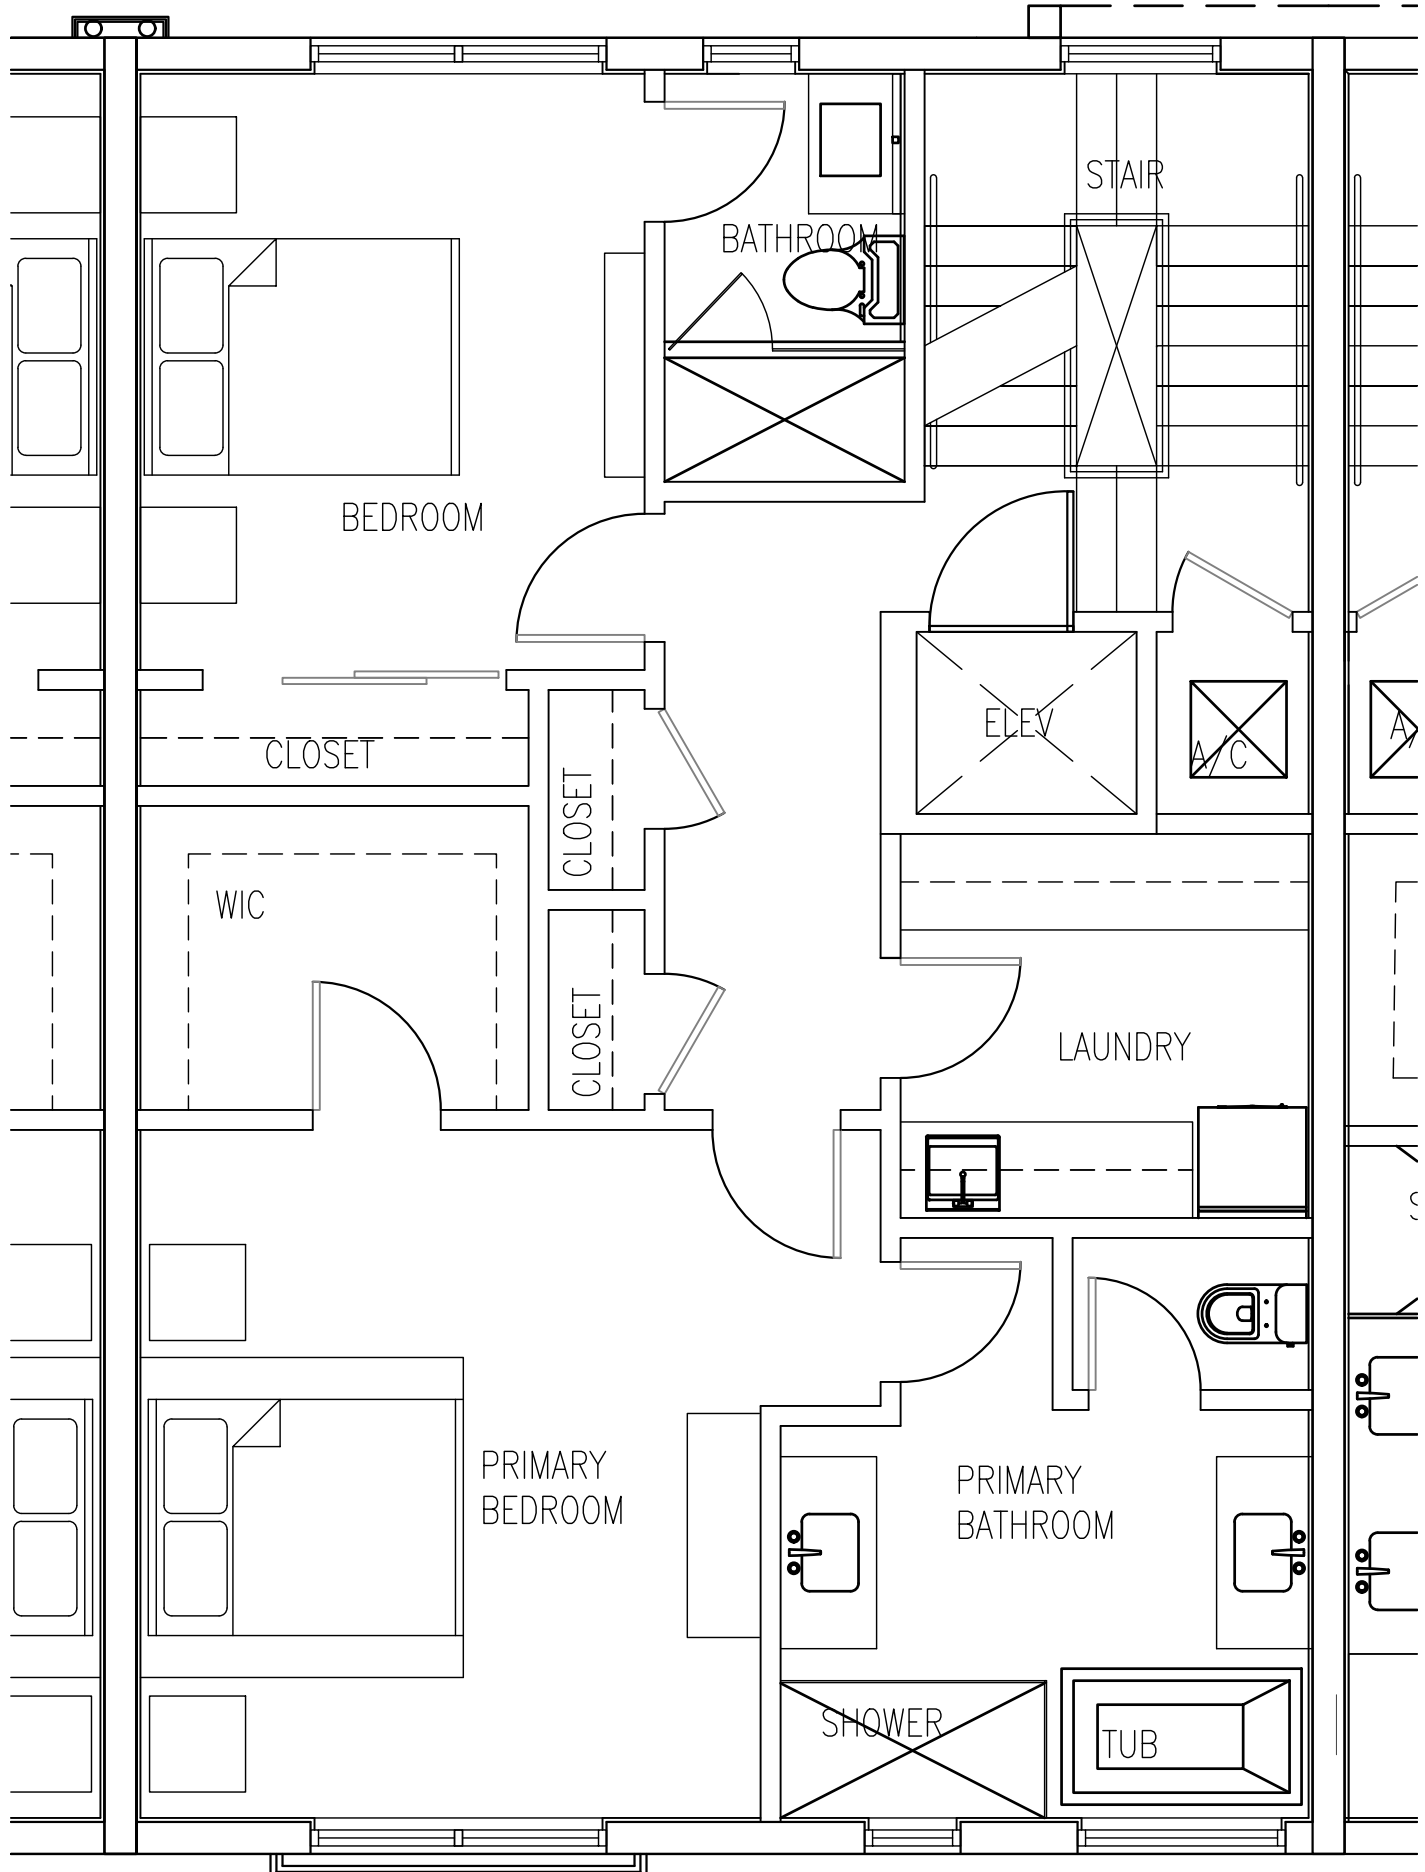 STAIR
BATHROOM
BEDROOM
ELEV
A/C
CLOSET
CLOSET
WIC
CLOSET
LAUNDRY
PRIMARY
BEDROOM
PRIMARY
BATHROOM
SHOWER
TUB